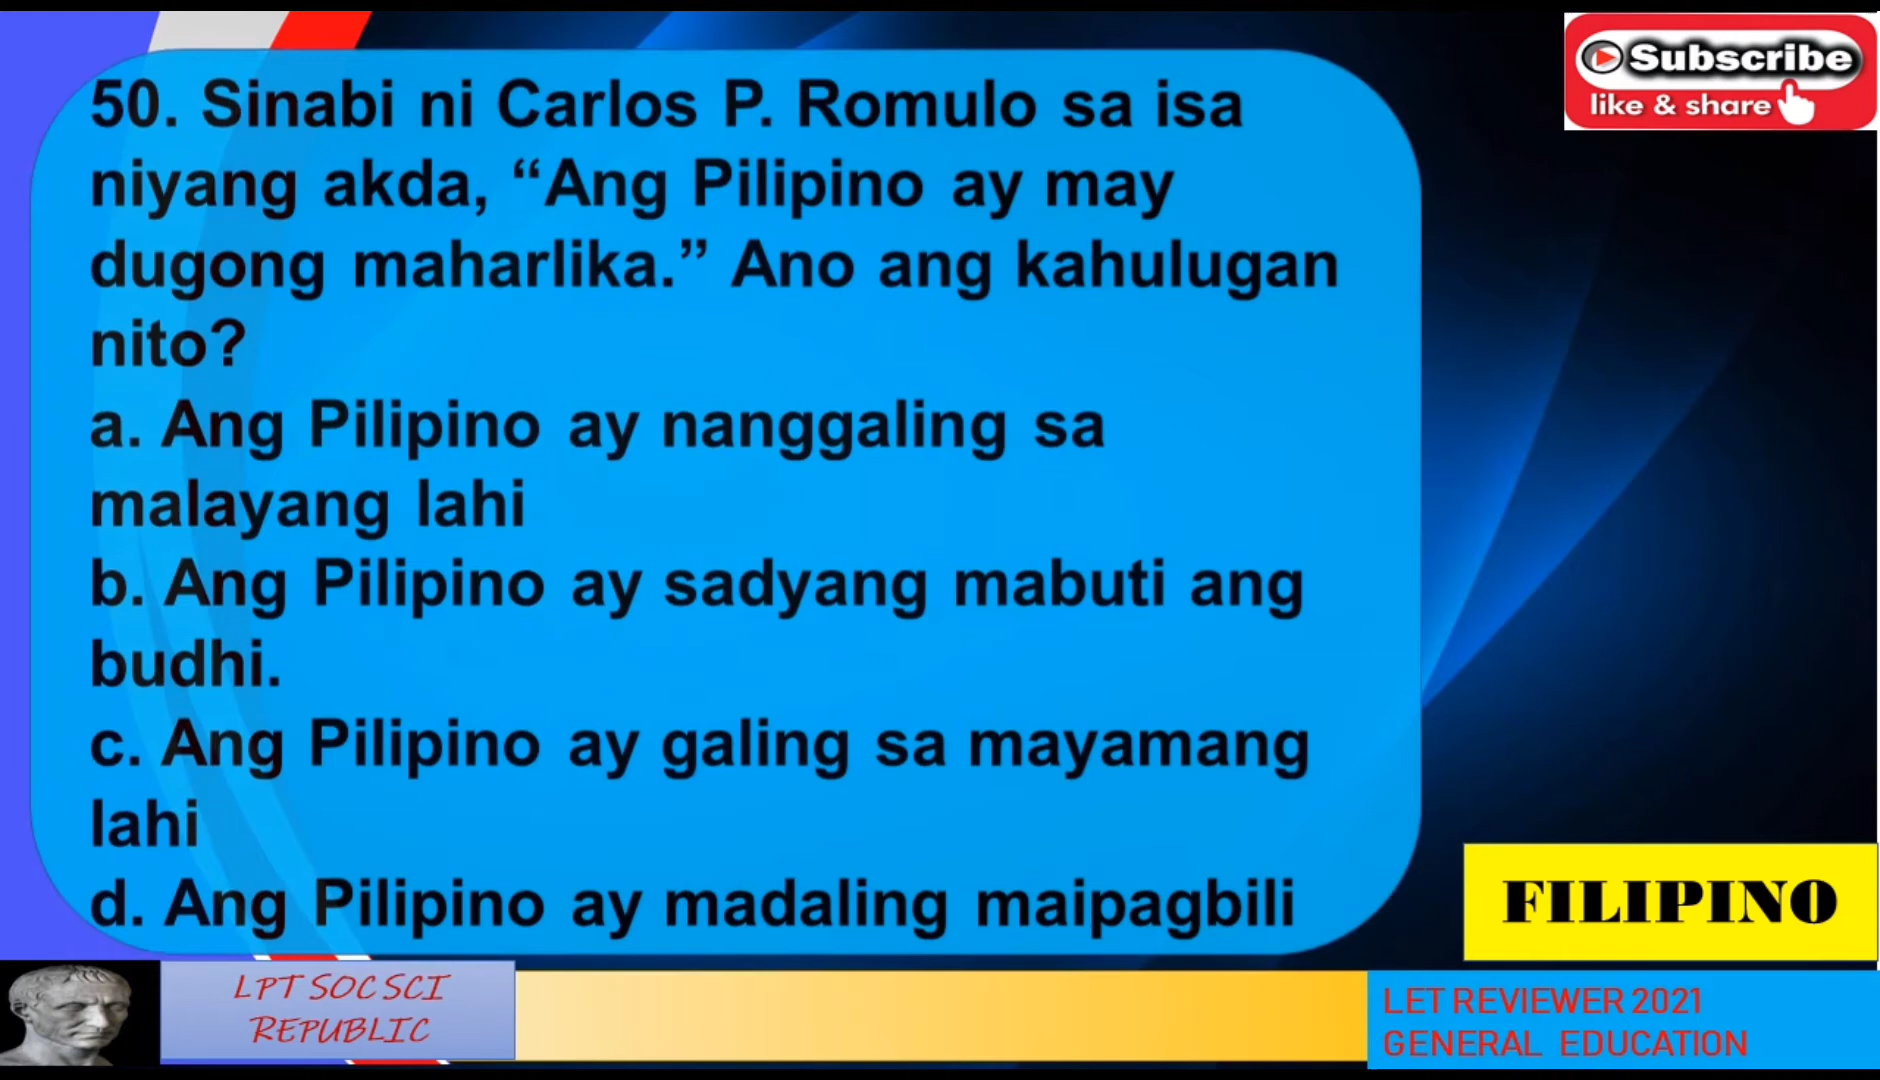 50. Sinabi ni Carlos P. Romulo sa isa
niyang akda, “Ang Pilipino ay may
dugong maharlika.” Ano ang kahulugan
nito?
a. Ang Pilipino ay nanggaling sa
malayang lahi
b. Ang Pilipino ay sadyang mabuti ang
budhi.
c. Ang Pilipino ay galing sa mayamang
lahi
d. Ang Pilipino ay madaling maipagbili
Subscribe
like & share
FILIPINO
LPT SOC SCI
REPUBLIC
LET REVIEWER 2021
GENERAL EDUCATION